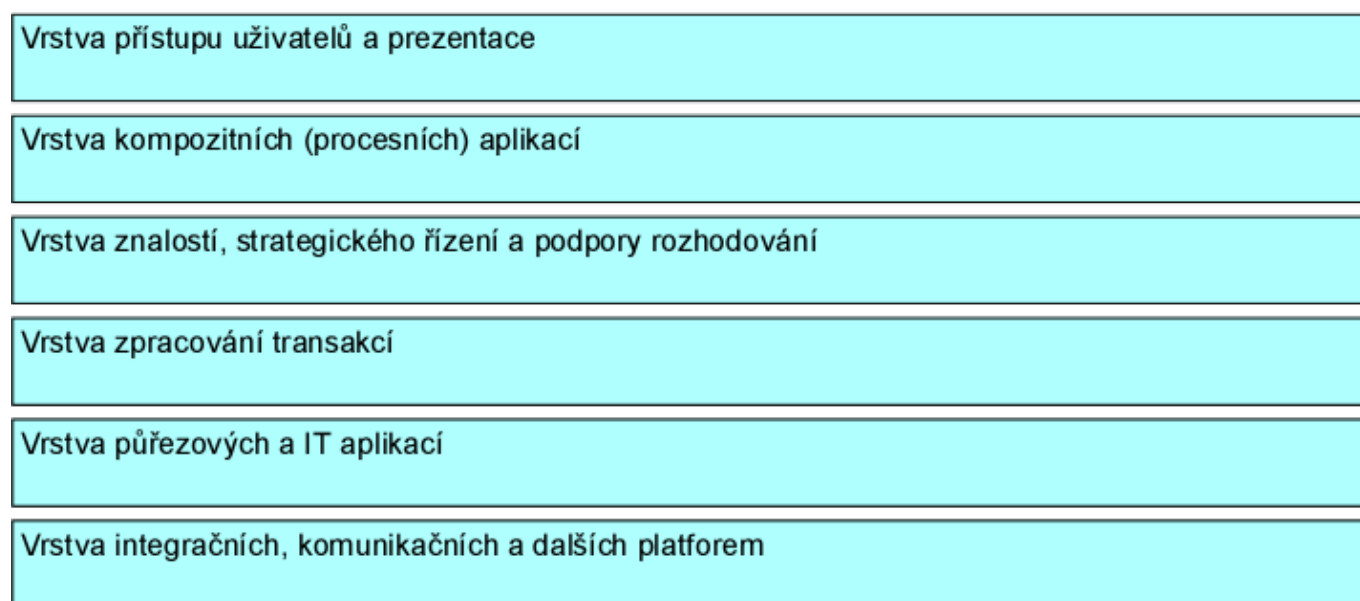 Vrstva přístupu uživatelů a prezentace
Vrstva kompozitních (procesních) aplikací
Vrstva znalostí, strategického řízení a podpory rozhodování
Vrstva zpracování transakcí
Vrstva půřezových a IT aplikací
Vrstva integračních, komunikačních a dalších platforem